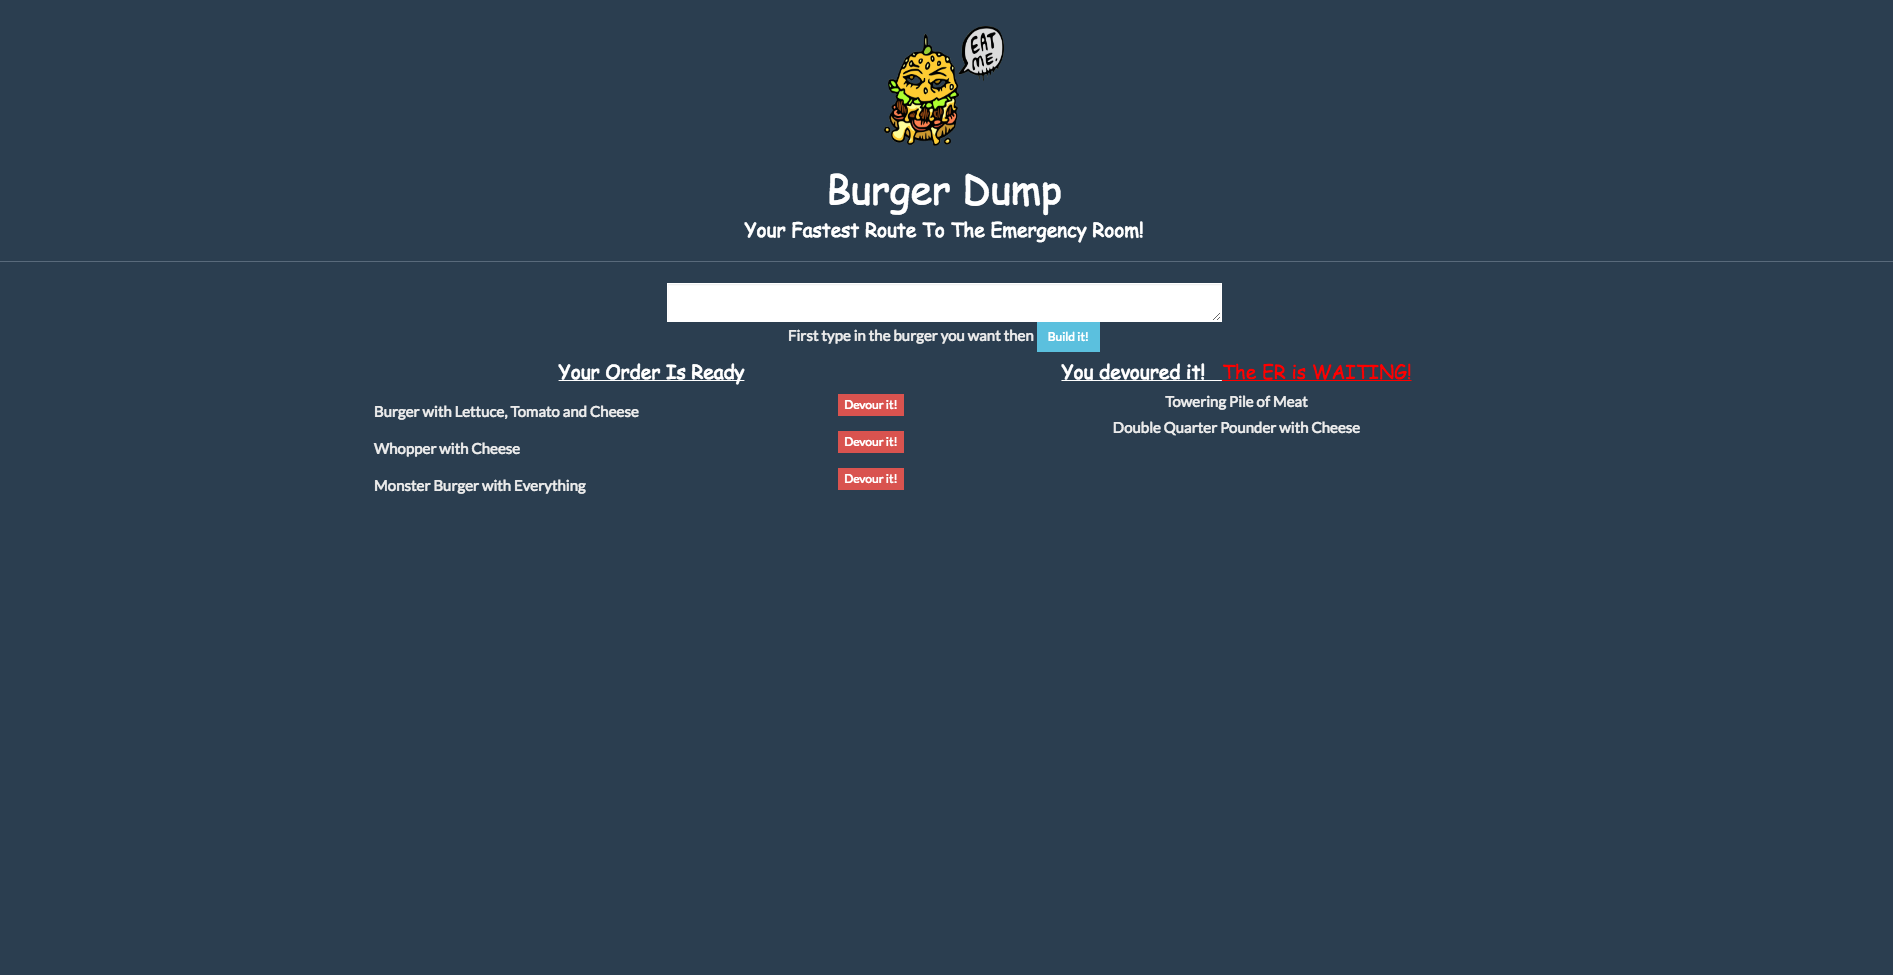 EAT
ME.
Burger Dump
Your Fastest Route To The Emergency Room!
First type in the burger you want then Build it!
Your Order Is Ready
Burger with Lettuce, Tomato and Cheese Devour it!
Whopper with Cheese Devour it!
Monster Burger with Everything Devour it!
You devoured it! The ER is WAITING!
Towering Pile of Meat
Double Quarter Pounder with Cheese